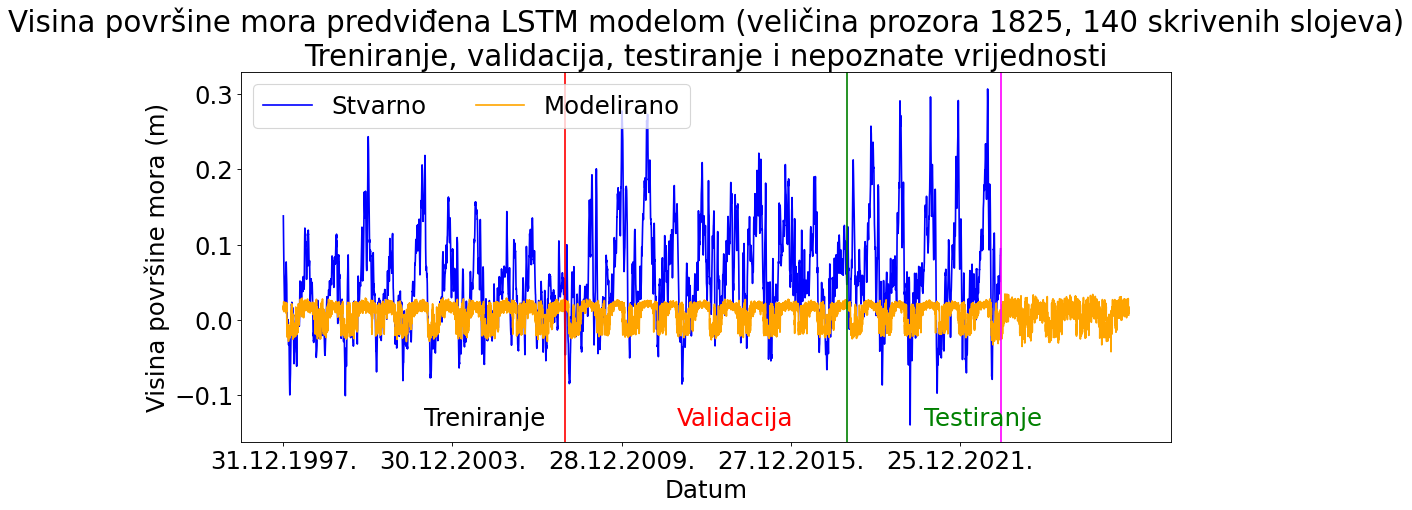 Visina površine mora predviđena LSTM modelom (veličina prozora 1825, 140 skrivenih slojeva)
Treniranje, validacija, testiranje i nepoznate vrijednosti
Stvarno
Modelirano
Visina površine mora (m)
0.3
0.2
0.1
0.0
−0.1
Treniranje
Validacija
Testiranje
31.12.1997.
30.12.2003.
28.12.2009.
27.12.2015.
25.12.2021.
Datum